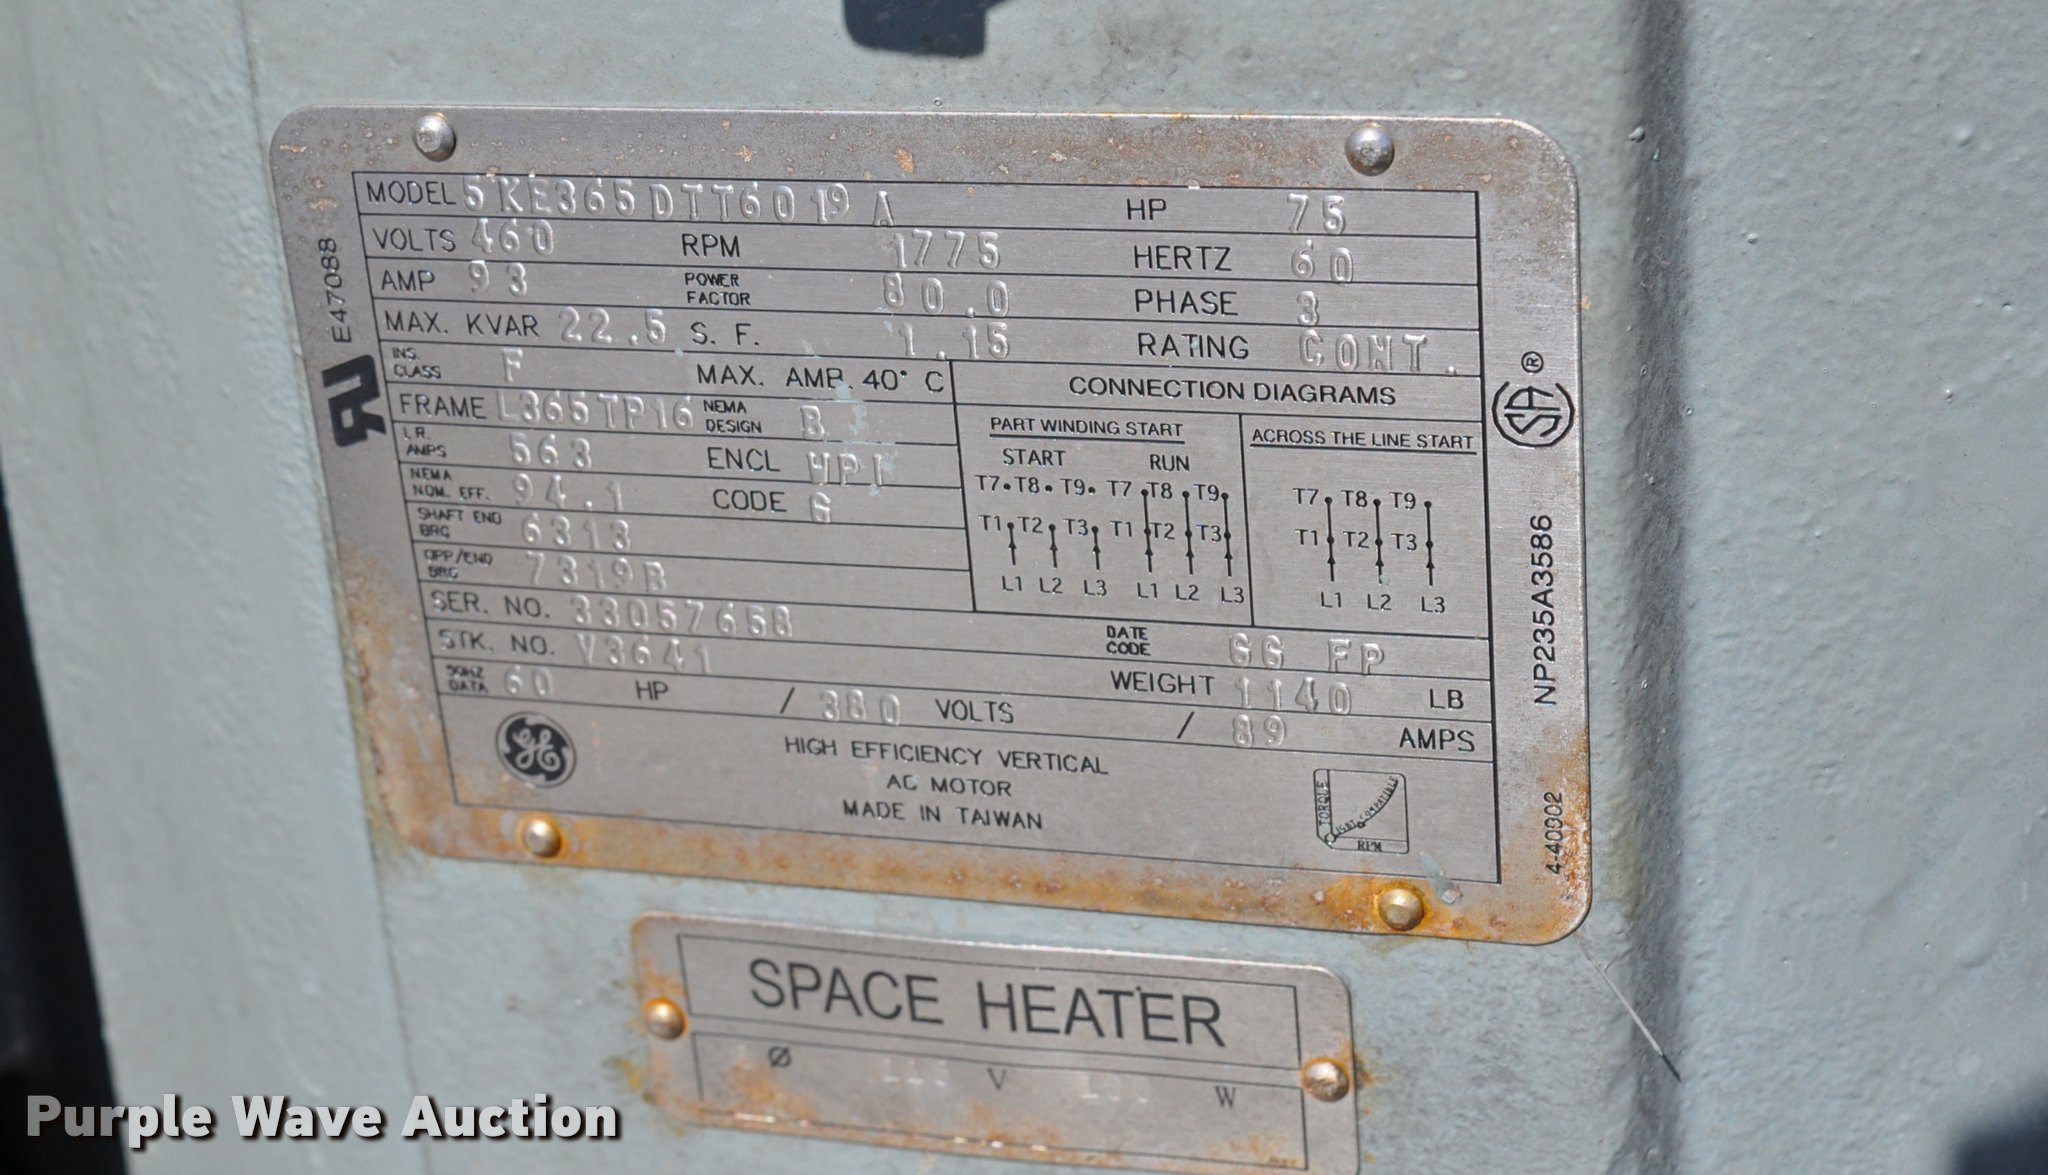 MODEL 5KE365DTT6019A HP 75
VOLTS 460 RPM 1775 HERTZ 60
AMP 93 POWER FACTOR 80.0 PHASE 3
MAX. KVAR 22.5 S. F. 1.15 RATING CONT.
INS. CLASS F MAX. AMB. 40° C
FRAME L365TP16 NEMA DESIGN B
L.R. AMPS 563 ENCL WPI
NEMA NOM. EFF. 94.1 CODE G
SHAFT END BRG 6313
OPP/END BRG 7319B
CONNECTION DIAGRAMS
PART WINDING START
START RUN
T7 T8 T9 T7 T8 T9
T1 T2 T3 T1 T2 T3
L1 L2 L3 L1 L2 L3
ACROSS THE LINE START
T7 T8 T9
T1 T2 T3
L1 L2 L3
SER. NO. 33057658 DATE CODE GG FP
STK. NO. V3641 WEIGHT 1140 LB
50HZ DATA 60 HP / 380 VOLTS / 89 AMPS
GE
HIGH EFFICIENCY VERTICAL
AC MOTOR
MADE IN TAIWAN
TORQUE
IGBT COMPATIBLE
RPM
E47088
SA ®
NP235A3586
4-40902
SPACE HEATER
Ø V W
Purple Wave Auction